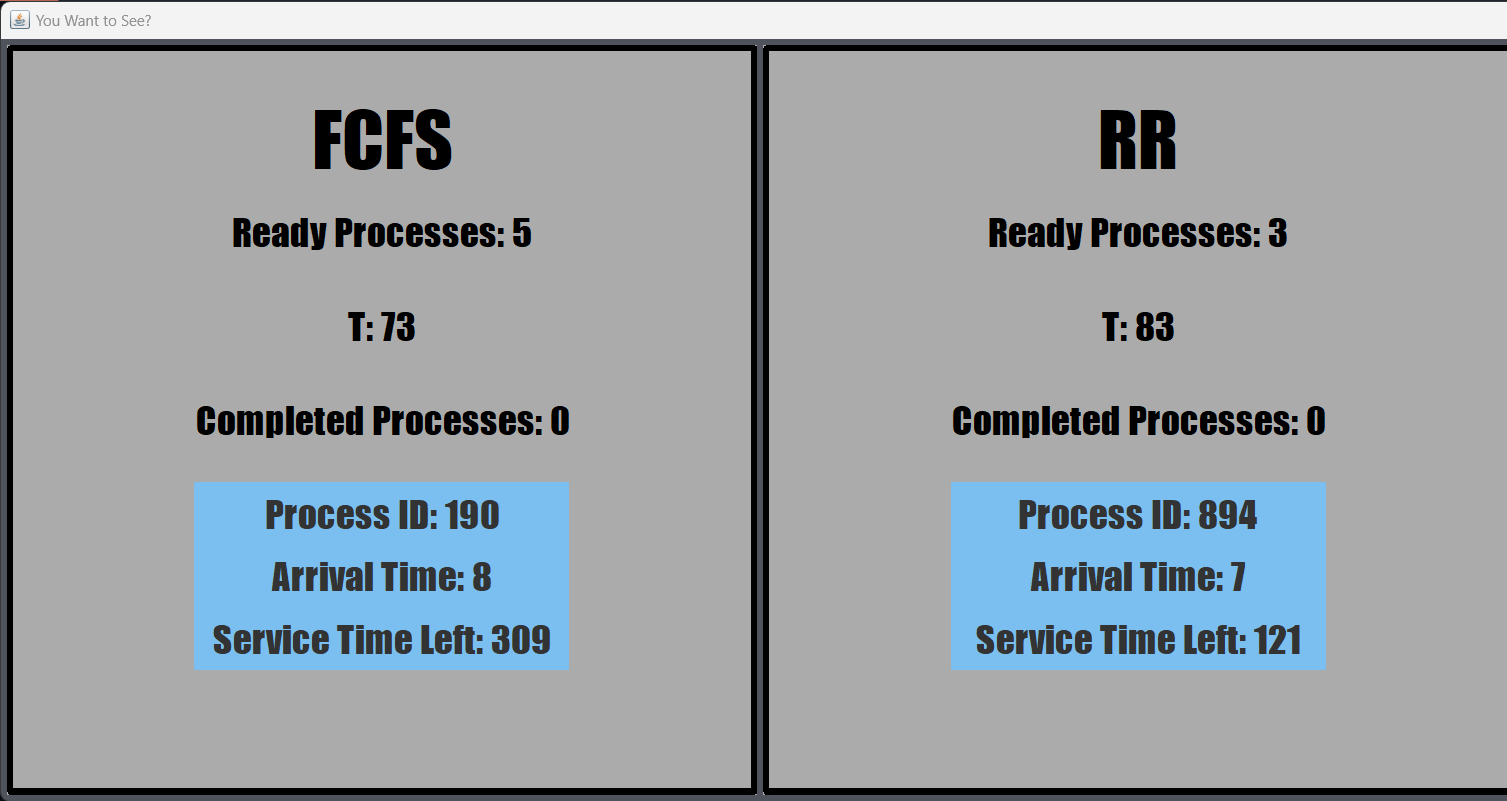 You Want to See?
FCFS
Ready Processes: 5
T: 73
Completed Processes: 0
Process ID: 190
Arrival Time: 8
Service Time Left: 309
RR
Ready Processes: 3
T: 83
Completed Processes: 0
Process ID: 894
Arrival Time: 7
Service Time Left: 121